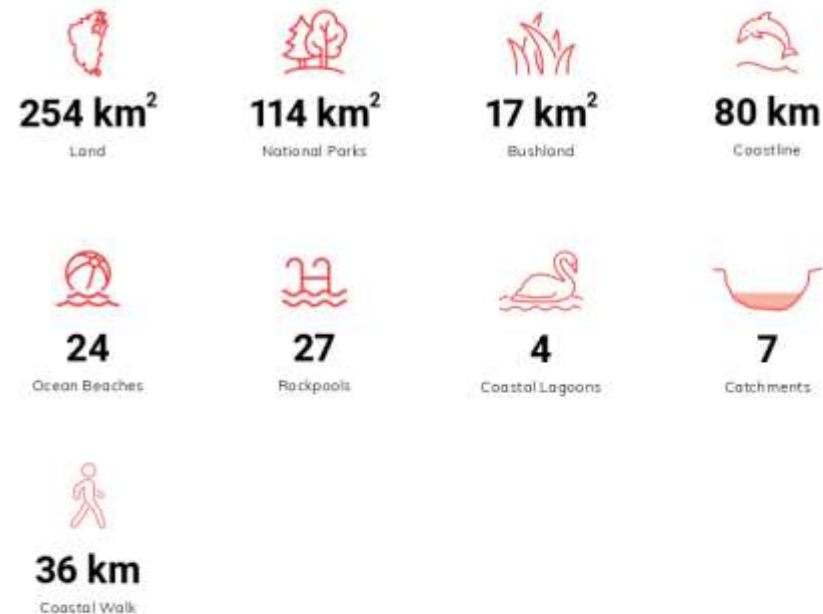 254 km²
114 km²
17 km²
80 km
Land
National Parks
Bushland
Coastline
24
27
4
7
Ocean Beaches
Rockpools
Coastal Lagoons
Catchments
36 km
Coastal Walk